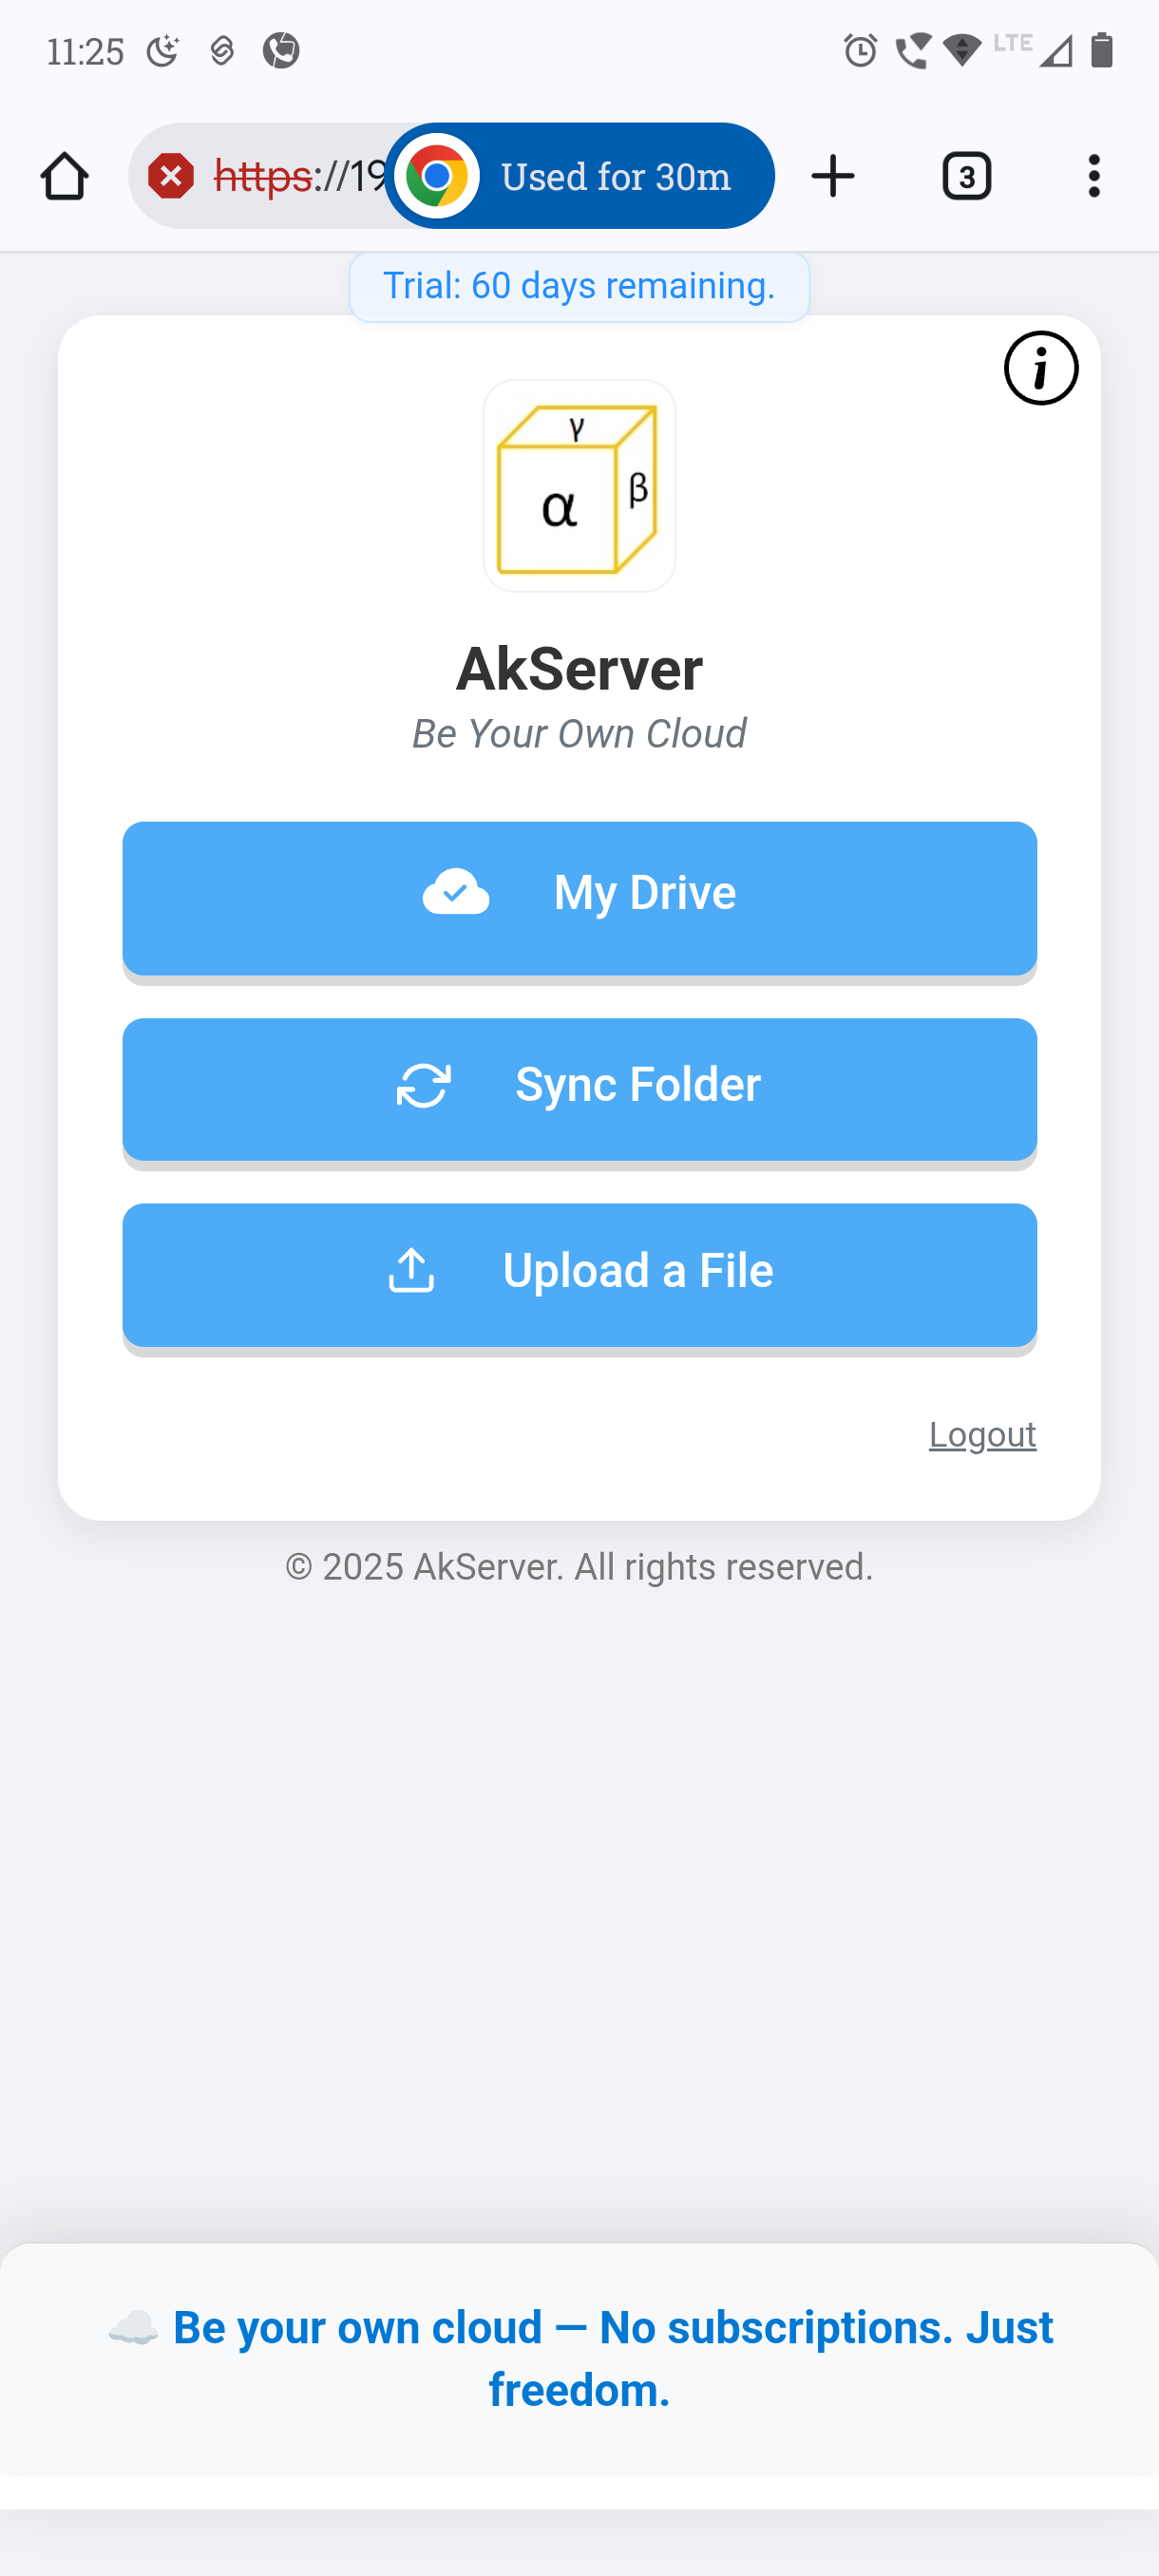 11:25
LTE
https://19
Used for 30m
3
Trial: 60 days remaining.
i
γ
α
β
AkServer
Be Your Own Cloud
My Drive
Sync Folder
Upload a File
Logout
© 2025 AkServer. All rights reserved.
☁️ Be your own cloud — No subscriptions. Just
freedom.